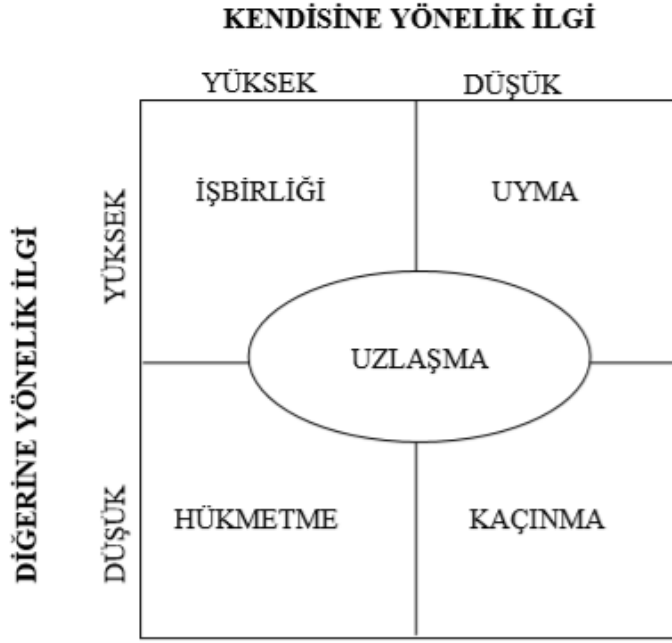 KENDİSİNE YÖNELİK İLGİ
YÜKSEK DÜŞÜK
DİĞERİNE YÖNELİK İLGİ
YÜKSEK
İŞBİRLİĞİ UYMA
UZLAŞMA
DÜŞÜK
HÜKMETME KAÇINMA